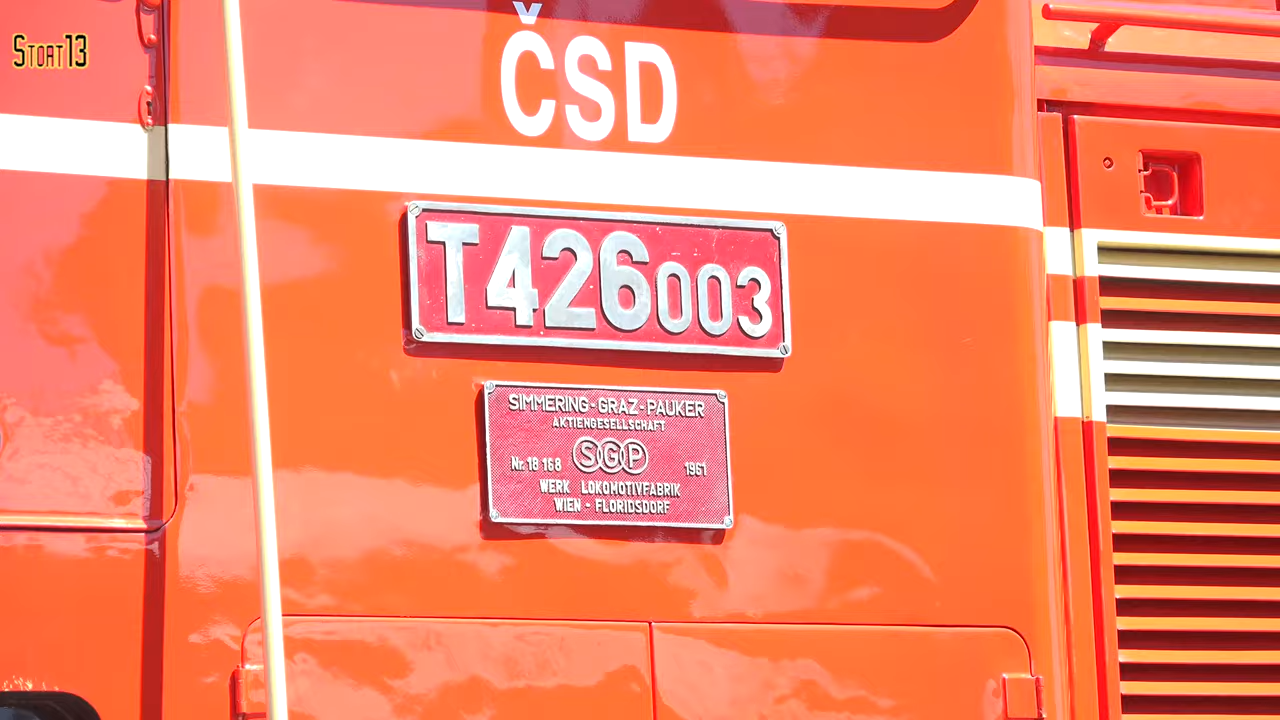 Stort13
ČSD
T426003
SIMMERING-GRAZ-PAUKER
AKTIENGESELLSCHAFT
Nr. 18 168 SGP 1961
WERK LOKOMOTIVFABRIK
WIEN - FLORIDSDORF